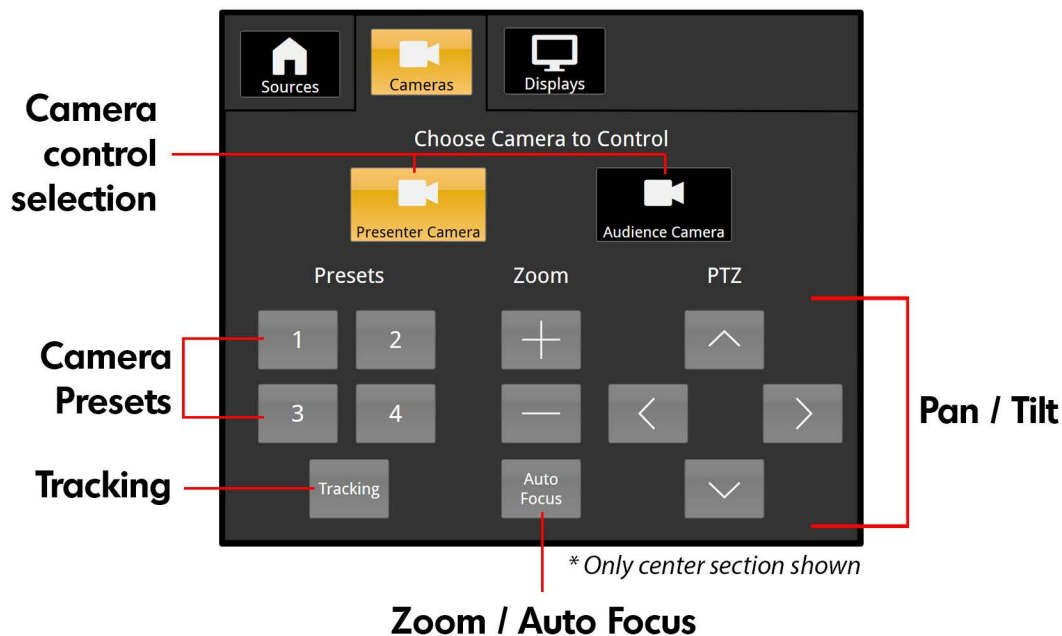 Sources
Cameras
Displays
Camera
control
selection
Choose Camera to Control
Presenter Camera
Audience Camera
Presets
Zoom
PTZ
1
2
Camera
Presets
3
4
Pan / Tilt
Tracking
Tracking
Auto
Focus
* Only center section shown
Zoom / Auto Focus